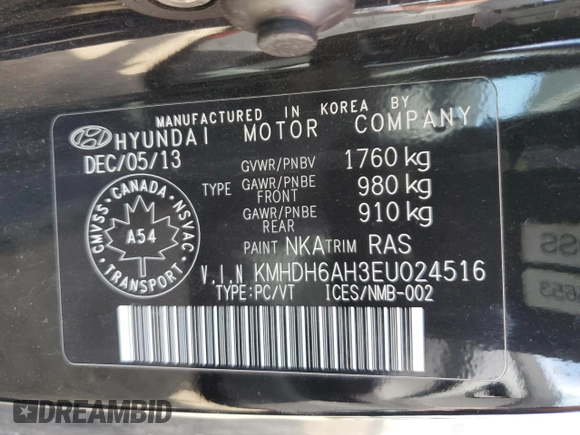 MANUFACTURED IN KOREA BY
HYUNDAI MOTOR COMPANY
DEC/05/13
GVWR/PNBV 1760 kg
TYPE GAWR/PNBE FRONT 980 kg
GAWR/PNBE REAR 910 kg
PAINT NKA TRIM RAS
V.I.N KMHDH6AH3EU024516
TYPE:PC/VT ICES/NMB-002
CANADA
CMVSS
NSVAC
A54
TRANSPORT
SS
653
DREAMBID